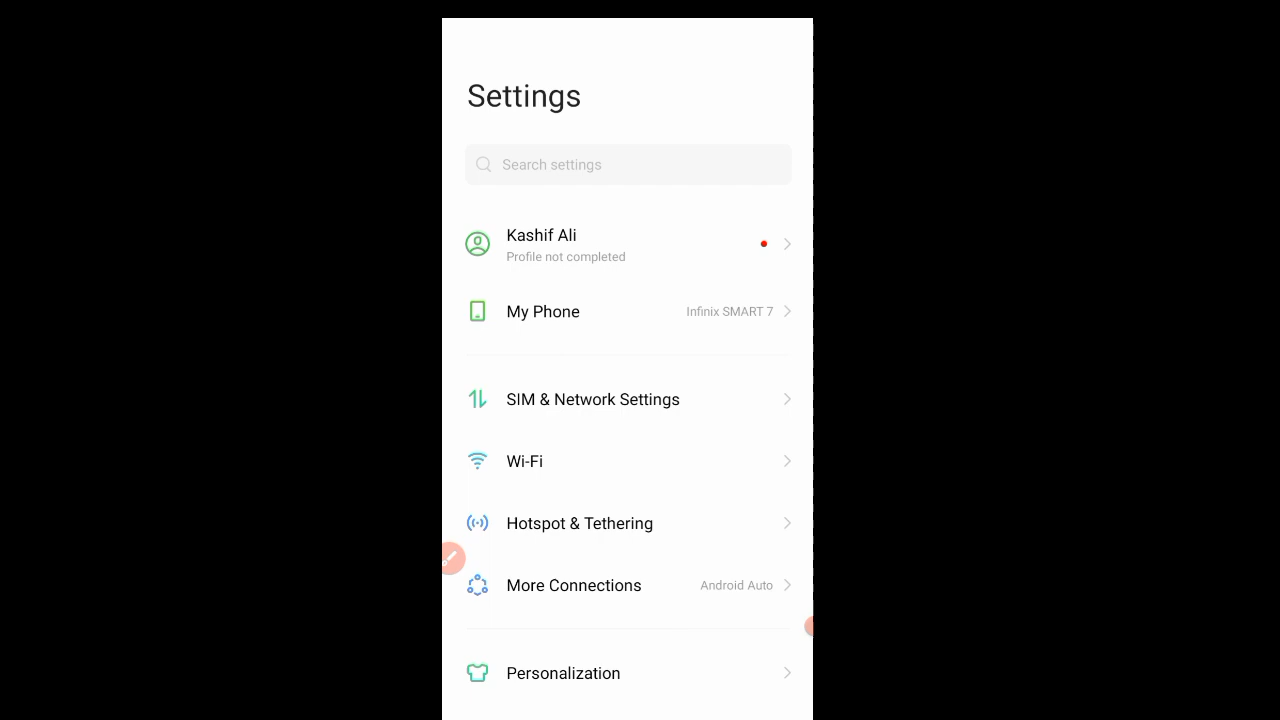 Settings
Search settings
Kashif Ali
Profile not completed
My Phone
Infinix SMART 7
SIM & Network Settings
Wi-Fi
Hotspot & Tethering
More Connections
Android Auto
Personalization